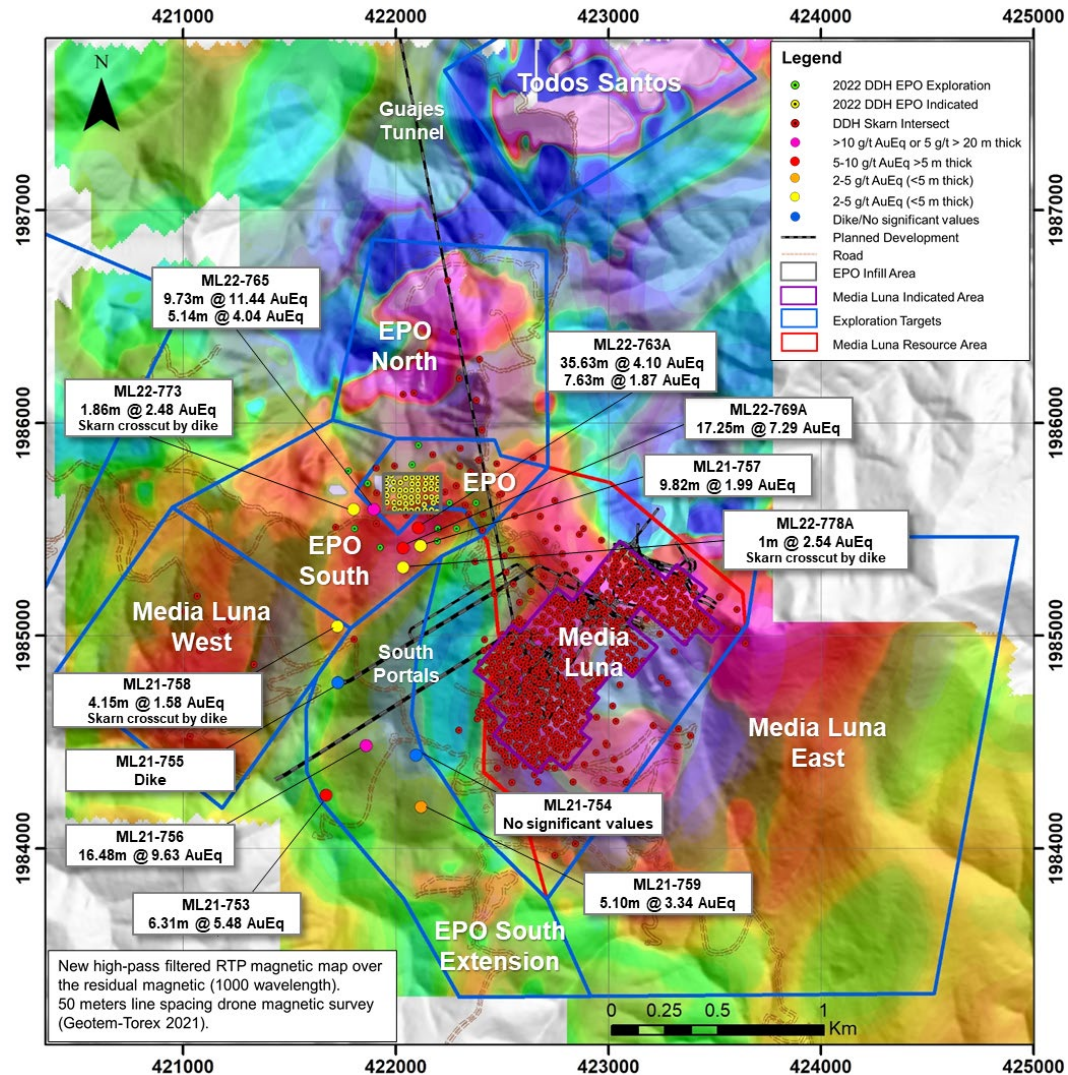 421000
422000
423000
424000
425000
N
Todos Santos
Guajes
Tunnel
Legend
2022 DDH EPO Exploration
2022 DDH EPO Indicated
DDH Skarn Intersect
>10 g/t AuEq or 5 g/t > 20 m thick
5-10 g/t AuEq >5 m thick
2-5 g/t AuEq (<5 m thick)
2-5 g/t AuEq (<5 m thick)
Dike/No significant values
Planned Development
Road
EPO Infill Area
Media Luna Indicated Area
Exploration Targets
Media Luna Resource Area
1987000
1987000
ML22-765
9.73m @ 11.44 AuEq
5.14m @ 4.04 AuEq
EPO
North
ML22-763A
35.63m @ 4.10 AuEq
7.63m @ 1.87 AuEq
ML22-773
1.86m @ 2.48 AuEq
Skarn crosscut by dike
ML22-769A
17.25m @ 7.29 AuEq
1986000
1986000
ML21-757
9.82m @ 1.99 AuEq
EPO
ML22-778A
1m @ 2.54 AuEq
Skarn crosscut by dike
EPO
South
Media Luna
West
Media
Luna
South
Portals
1985000
1985000
ML21-758
4.15m @ 1.58 AuEq
Skarn crosscut by dike
Media Luna
East
ML21-755
Dike
ML21-754
No significant values
ML21-756
16.48m @ 9.63 AuEq
1984000
1984000
ML21-759
5.10m @ 3.34 AuEq
ML21-753
6.31m @ 5.48 AuEq
EPO South
Extension
New high-pass filtered RTP magnetic map over
the residual magnetic (1000 wavelength).
50 meters line spacing drone magnetic survey
(Geotem-Torex 2021).
0 0.25 0.5 1
Km
421000
422000
423000
424000
425000